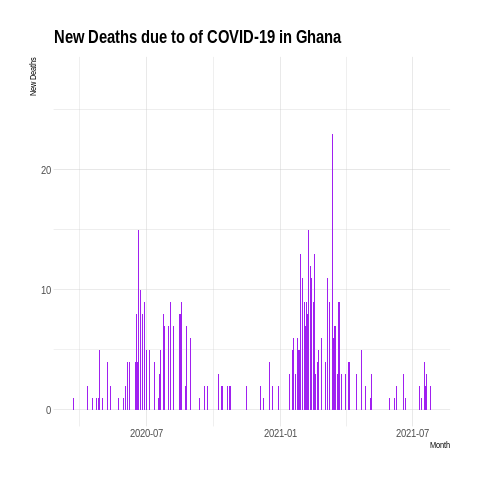 New Deaths due to of COVID-19 in Ghana
New Deaths
20
10
0
2020-07
2021-01
2021-07
Month